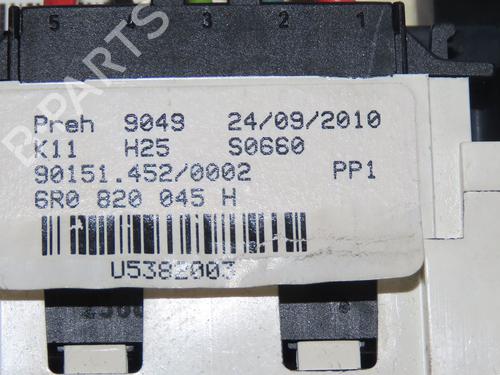 5 4 3 2 1
Preh 9049 24/09/2010
K11 H25 S0660
90151.452/0002 PP1
6R0 820 045 H
U5382003
B-PARTS